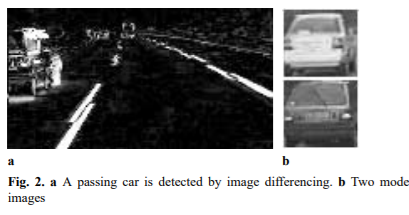 a
b
Fig. 2. a A passing car is detected by image differencing. b Two mode
images